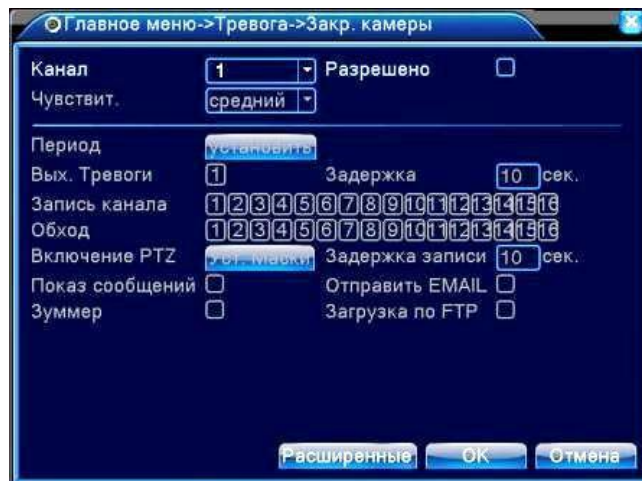 Главное меню->Тревога->Закр. камеры
Канал 1 Разрешено
Чувствит. средний
Период установить
Вых. Тревоги 1 Задержка 10 сек.
Запись канала 1 2 3 4 5 6 7 8 9 10 11 12 13 14 15 16
Обход 1 2 3 4 5 6 7 8 9 10 11 12 13 14 15 16
Включение PTZ Уст. Маски Задержка записи 10 сек.
Показ сообщений Отправить EMAIL
Зуммер Загрузка по FTP
Расширенные OK Отмена